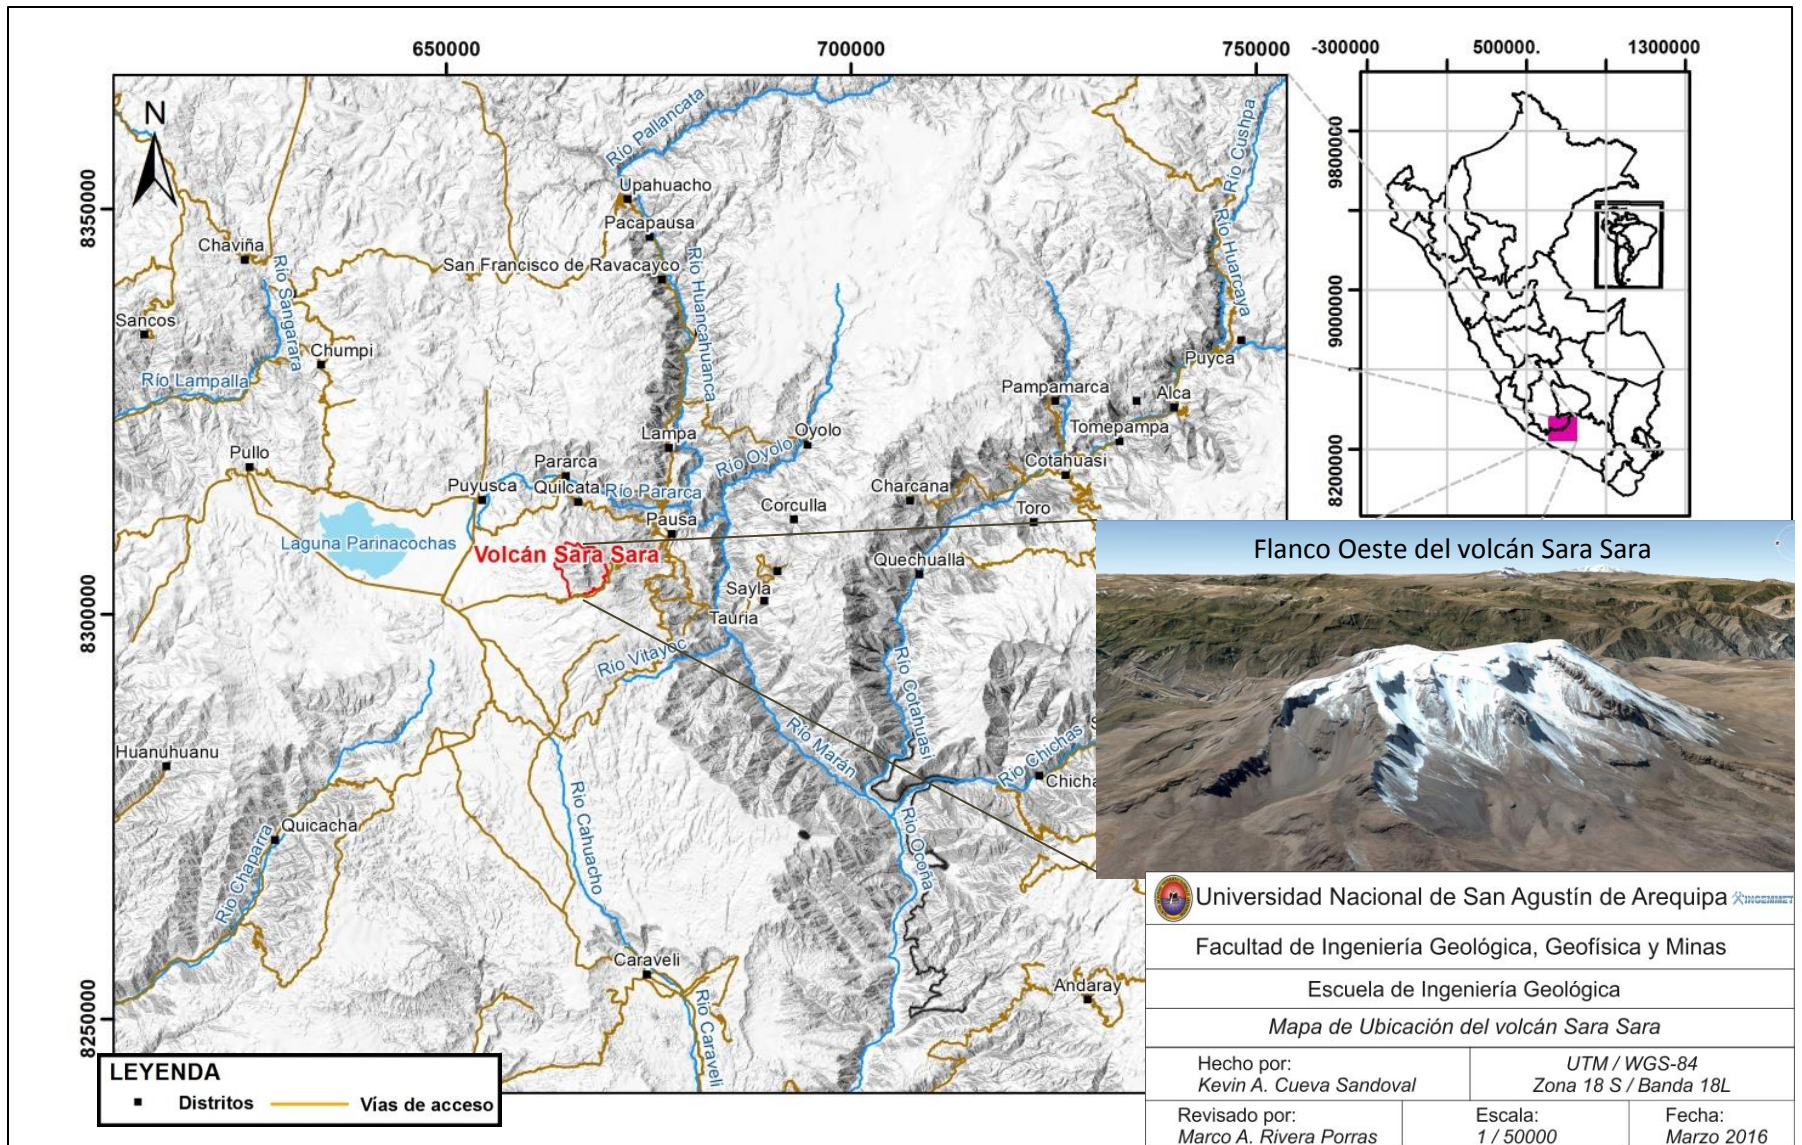 650000
700000
750000
-300000
500000.
1300000
N
8350000
8300000
8250000
9800000
9000000
8200000
Río Pallancata
Río Cushpa
Upahuacho
Pacapausa
Chaviña
San Francisco de Ravacayco
Río Huancahuanca
Río Huarcaya
Río Sangarara
Sancos
Chumpi
Puyca
Río Lampalla
Pampamarca
Alca
Lampa
Oyolo
Tomepampa
Pullo
Río Oyolo
Pararca
Cotahuasi
Puyusca
Quilcata
Río Pararca
Charcana
Corculla
Toro
Pausa
Laguna Parinacochas
Volcán Sara Sara
Quechualla
Sayla
Tauria
Río Vitayoc
Río Cotahuasi
Río Marán
Huanuhuanu
Río Chichas
S
Chicha
Río Cahuacho
Río Ocoña
Quicacha
Río Chaparra
Caraveli
Río Caraveli
Andaray
Flanco Oeste del volcán Sara Sara
LEYENDA
Distritos
Vías de acceso
Universidad Nacional de San Agustín de Arequipa
INGEMMET
Facultad de Ingeniería Geológica, Geofísica y Minas
Escuela de Ingeniería Geológica
Mapa de Ubicación del volcán Sara Sara
Hecho por:
Kevin A. Cueva Sandoval
UTM / WGS-84
Zona 18 S / Banda 18L
Revisado por:
Marco A. Rivera Porras
Escala:
1 / 50000
Fecha:
Marzo 2016